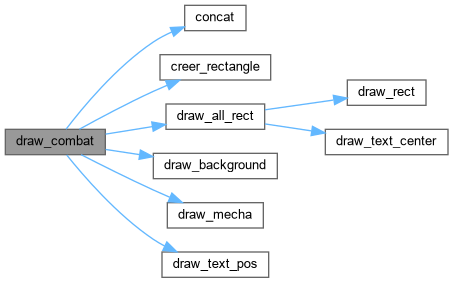 concat
creer_rectangle
draw_rect
draw_all_rect
draw_combat
draw_text_center
draw_background
draw_mecha
draw_text_pos